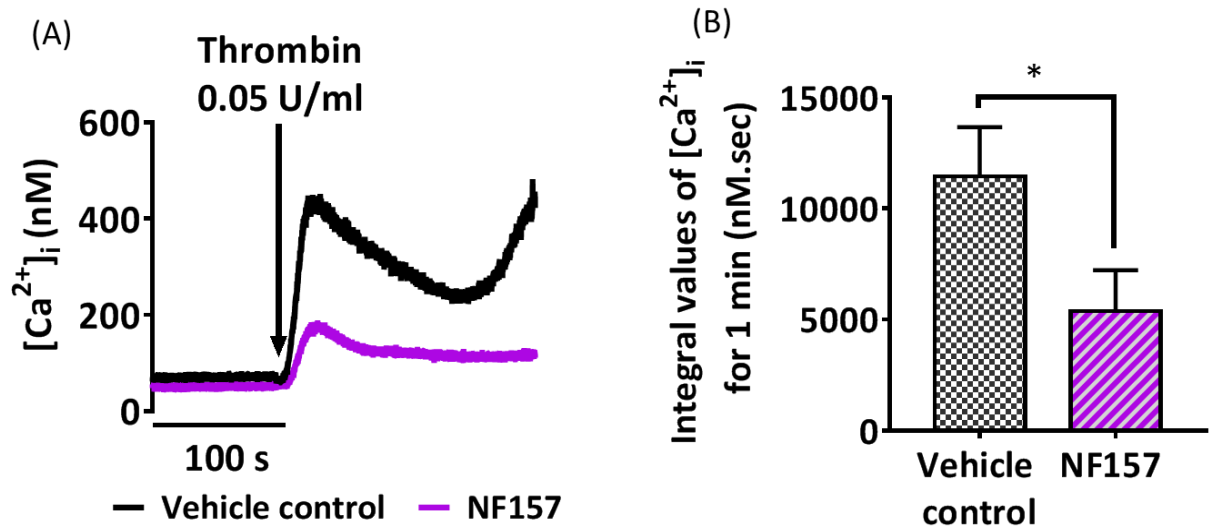 (A)
Thrombin
0.05 U/ml
600
400
200
0
[Ca²⁺]ᵢ (nM)
100 s
Vehicle control
NF157
(B)
*
Integral values of [Ca²⁺]ᵢ
for 1 min (nM.sec)
15000
10000
5000
0
Vehicle
control
NF157